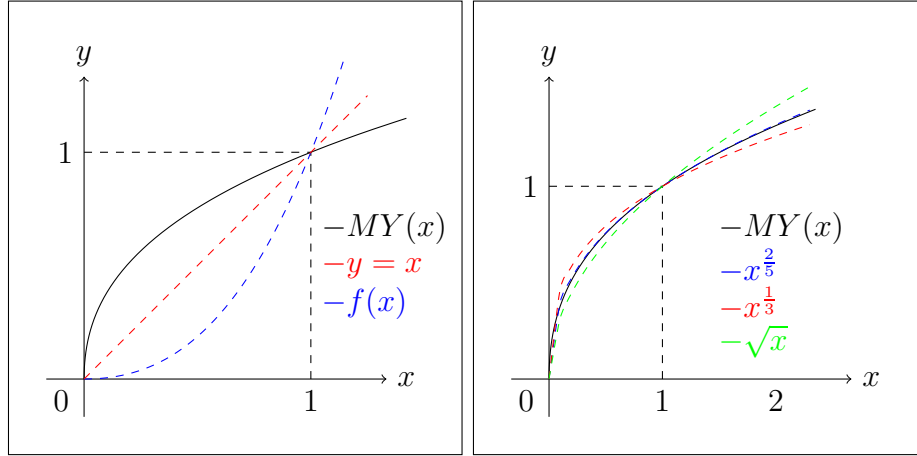 y
1
−MY(x)
−y = x
−f(x)
x
0
1
y
1
−MY(x)
−x^{2/5}
−x^{1/3}
−√x
x
0
1
2